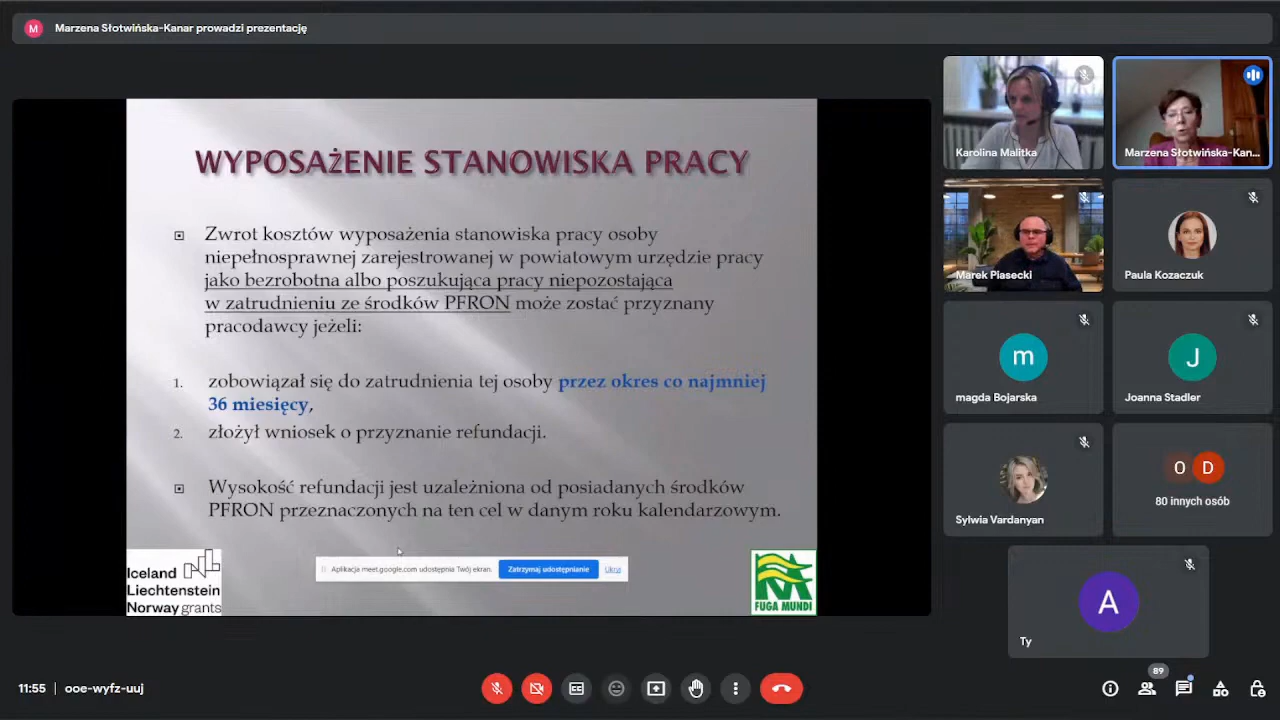 M
Marzena Słotwińska-Kanar prowadzi prezentację
WYPOSAŻENIE STANOWISKA PRACY
Zwrot kosztów wyposażenia stanowiska pracy osoby
niepełnosprawnej zarejestrowanej w powiatowym urzędzie pracy
jako bezrobotna albo poszukująca pracy niepozostająca
w zatrudnieniu ze środków PFRON może zostać przyznany
pracodawcy jeżeli:
1. zobowiązał się do zatrudnienia tej osoby przez okres co najmniej
36 miesięcy,
2. złożył wniosek o przyznanie refundacji.
Wysokość refundacji jest uzależniona od posiadanych środków
PFRON przeznaczonych na ten cel w danym roku kalendarzowym.
Iceland
Liechtenstein
Norway grants
Aplikacja meet.google.com udostępnia Twój ekran.
Zatrzymaj udostępnianie
Ukryj
FUGA MUNDI
Karolina Malitka
Marzena Słotwińska-Kan...
Marek Piasecki
Paula Kozaczuk
m
magda Bojarska
J
Joanna Stadler
Sylwia Vardanyan
O D
80 innych osób
A
Ty
11:55 | ooe-wyfz-uuj
89